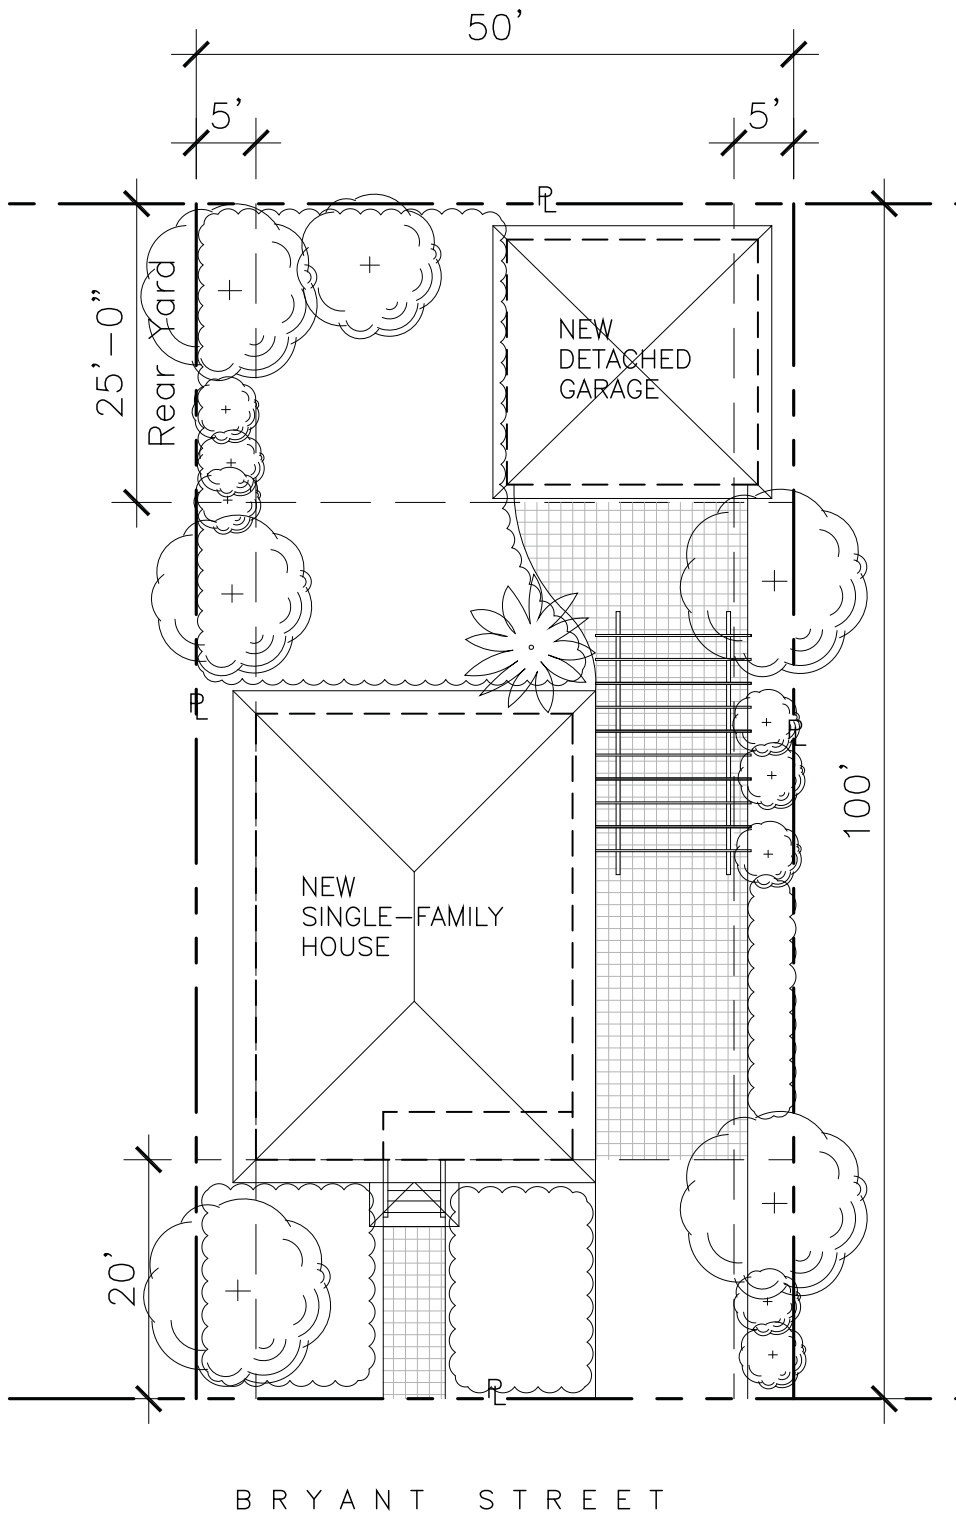 50'
5'
5'
PL
25'-0"
Rear Yard
NEW
DETACHED
GARAGE
PL
PL
100'
NEW
SINGLE-FAMILY
HOUSE
20'
PL
BRYANT STREET